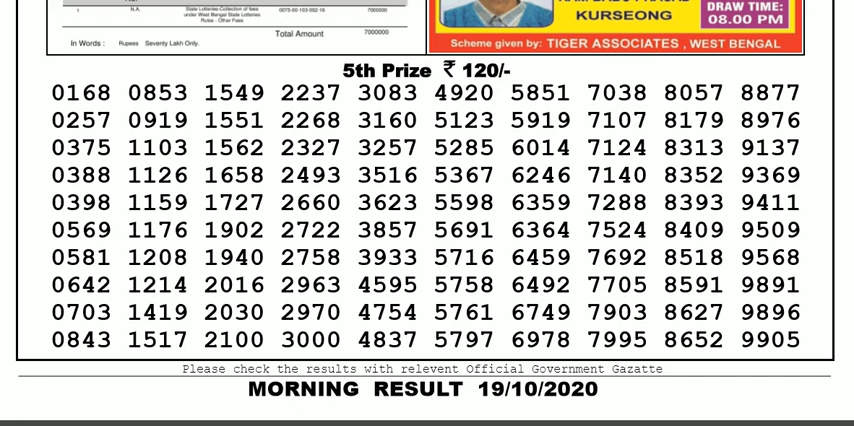 1 N.A. State Lotteries-Collection of fees under West Bengal State Lotteries Rules - Other Fees 0075-00-103-002-16 7000000
Total Amount 7000000
In Words : Rupees Seventy Lakh Only.
KURSEONG
DRAW TIME:
08.00 PM
Scheme given by: TIGER ASSOCIATES , WEST BENGAL
5th Prize ₹ 120/-
0168 0853 1549 2237 3083 4920 5851 7038 8057 8877
0257 0919 1551 2268 3160 5123 5919 7107 8179 8976
0375 1103 1562 2327 3257 5285 6014 7124 8313 9137
0388 1126 1658 2493 3516 5367 6246 7140 8352 9369
0398 1159 1727 2660 3623 5598 6359 7288 8393 9411
0569 1176 1902 2722 3857 5691 6364 7524 8409 9509
0581 1208 1940 2758 3933 5716 6459 7692 8518 9568
0642 1214 2016 2963 4595 5758 6492 7705 8591 9891
0703 1419 2030 2970 4754 5761 6749 7903 8627 9896
0843 1517 2100 3000 4837 5797 6978 7995 8652 9905
Please check the results with relevent Official Government Gazatte
MORNING RESULT 19/10/2020